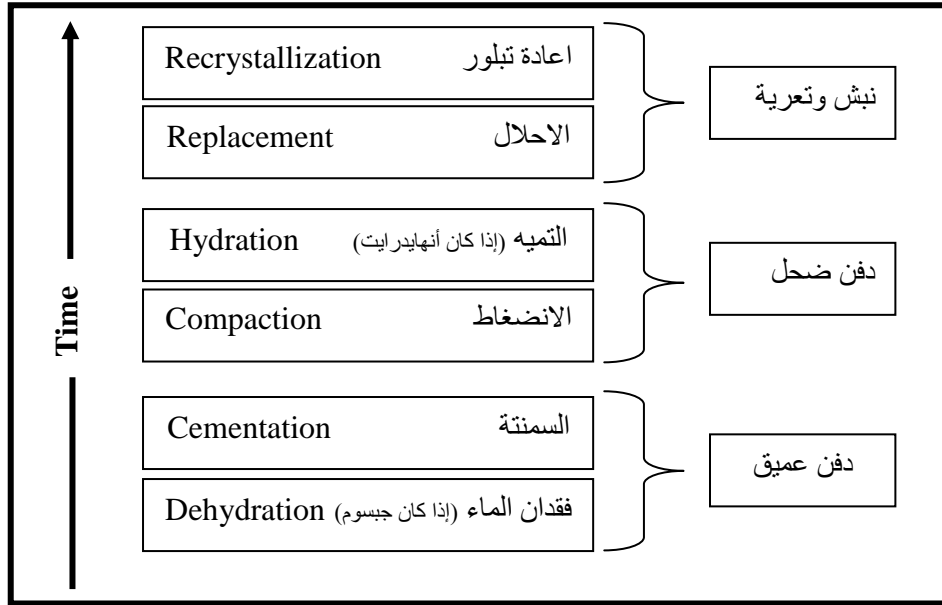 Recrystallization اعادة تبلور
Replacement الاحلال
نبش وتعرية
Hydration التميه (إذا كان أنهايدرايت)
Compaction الانضغاط
دفن ضحل
Cementation السمنتة
Dehydration فقدان الماء (إذا كان جبسوم)
دفن عميق
Time